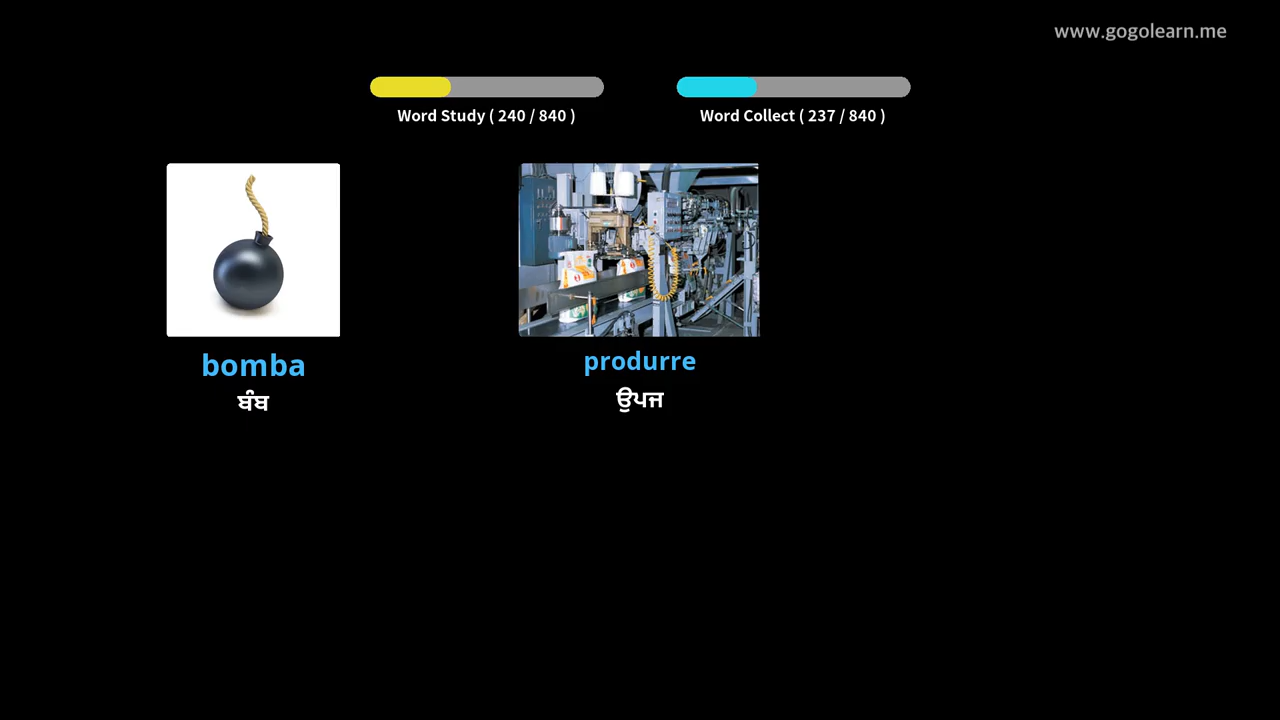 www.gogolearn.me
Word Study ( 240 / 840 )
Word Collect ( 237 / 840 )
bomba
ਬੰਬ
produrre
ਉਪਜ